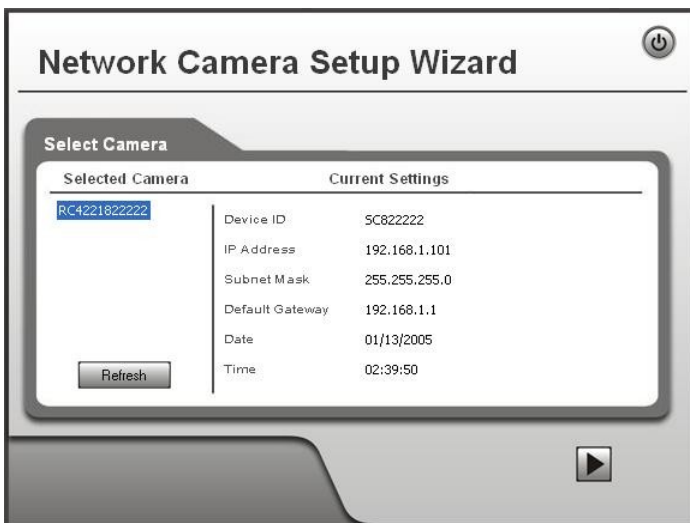 Network Camera Setup Wizard
Select Camera
Selected Camera Current Settings
RC4221822222
Device ID SC822222
IP Address 192.168.1.101
Subnet Mask 255.255.255.0
Default Gateway 192.168.1.1
Date 01/13/2005
Time 02:39:50
Refresh